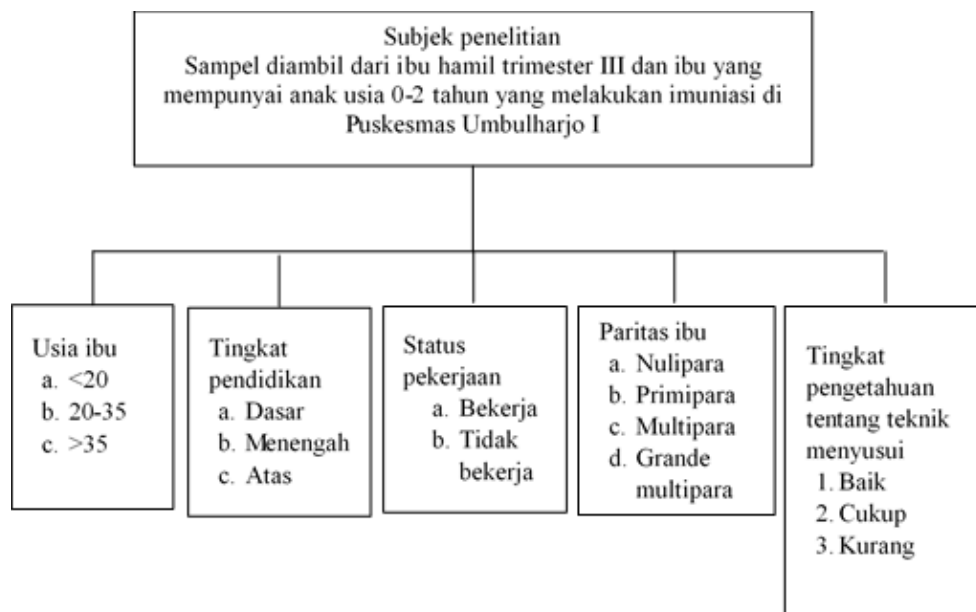 Subjek penelitian
Sampel diambil dari ibu hamil trimester III dan ibu yang
mempunyai anak usia 0-2 tahun yang melakukan imuniasi di
Puskesmas Umbulharjo I
Usia ibu
a. <20
b. 20-35
c. >35
Tingkat
pendidikan
a. Dasar
b. Menengah
c. Atas
Status
pekerjaan
a. Bekerja
b. Tidak
bekerja
Paritas ibu
a. Nulipara
b. Primipara
c. Multipara
d. Grande
multipara
Tingkat
pengetahuan
tentang teknik
menyusui
1. Baik
2. Cukup
3. Kurang